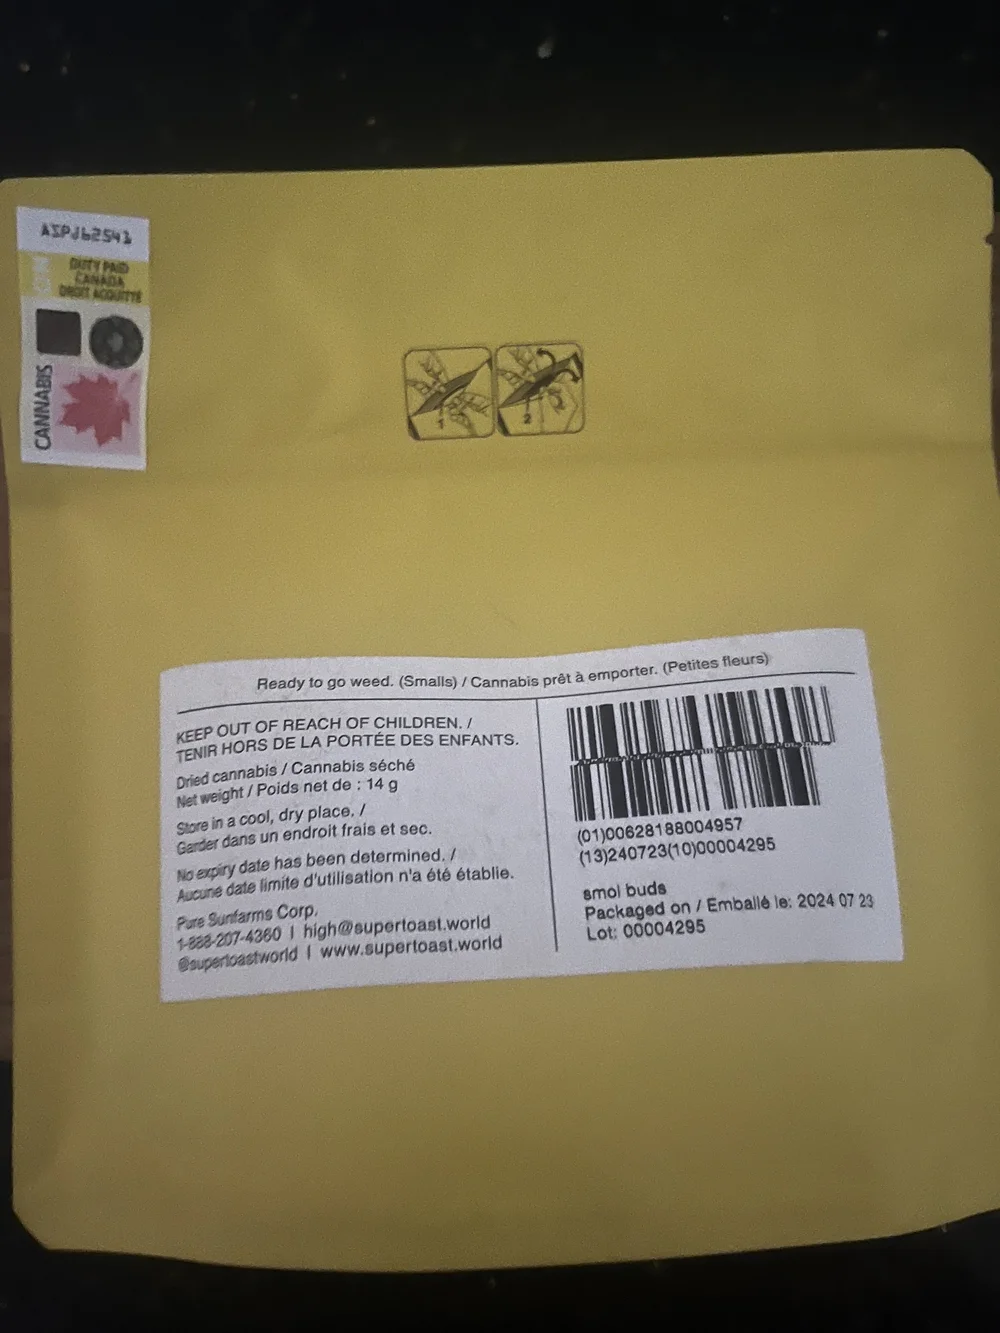 AIPJ62541
ON
DUTY PAID
CANADA
DROIT ACQUITTÉ
CANNABIS
1
2
Ready to go weed. (Smalls) / Cannabis prêt à emporter. (Petites fleurs)
KEEP OUT OF REACH OF CHILDREN. /
TENIR HORS DE LA PORTÉE DES ENFANTS.
Dried cannabis / Cannabis séché
Net weight / Poids net de : 14 g
Store in a cool, dry place. /
Garder dans un endroit frais et sec.
No expiry date has been determined. /
Aucune date limite d'utilisation n'a été établie.
Pure Sunfarms Corp.
1-888-207-4360 | high@supertoast.world
@supertoastworld | www.supertoast.world
(01)00628188004957
(13)240723(10)00004295
smol buds
Packaged on / Emballé le: 2024 07 23
Lot: 00004295